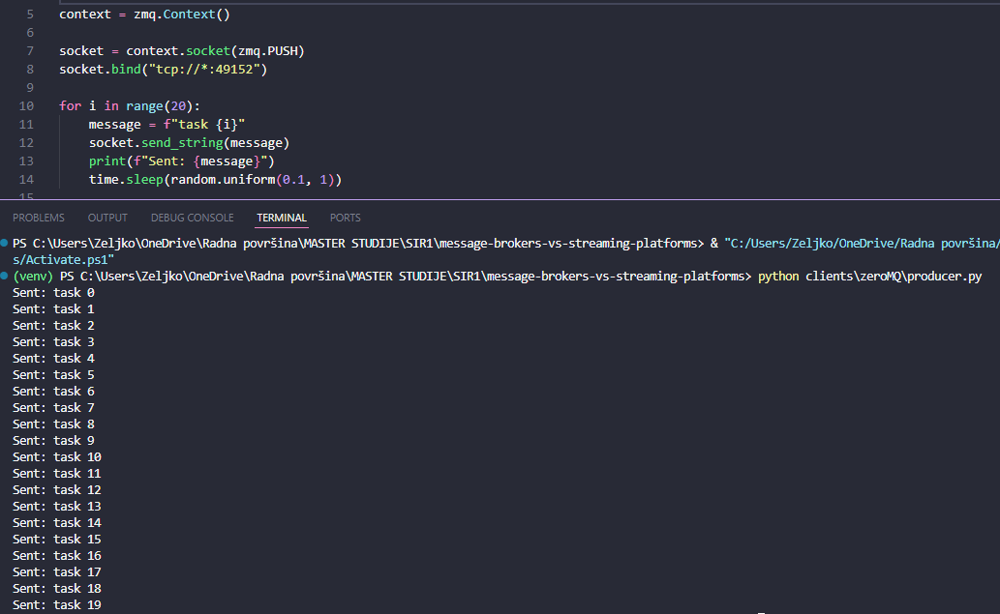 5 context = zmq.Context()
6
7 socket = context.socket(zmq.PUSH)
8 socket.bind("tcp://*:49152")
9
10 for i in range(20):
11 message = f"task {i}"
12 socket.send_string(message)
13 print(f"Sent: {message}")
14 time.sleep(random.uniform(0.1, 1))
15
PROBLEMS OUTPUT DEBUG CONSOLE TERMINAL PORTS
PS C:\Users\Zeljko\OneDrive\Radna površina\MASTER STUDIJE\SIR1\message-brokers-vs-streaming-platforms> & "C:/Users/Zeljko/OneDrive/Radna površina/
s/Activate.ps1"
(venv) PS C:\Users\Zeljko\OneDrive\Radna površina\MASTER STUDIJE\SIR1\message-brokers-vs-streaming-platforms> python clients\zeroMQ\producer.py
Sent: task 0
Sent: task 1
Sent: task 2
Sent: task 3
Sent: task 4
Sent: task 5
Sent: task 6
Sent: task 7
Sent: task 8
Sent: task 9
Sent: task 10
Sent: task 11
Sent: task 12
Sent: task 13
Sent: task 14
Sent: task 15
Sent: task 16
Sent: task 17
Sent: task 18
Sent: task 19